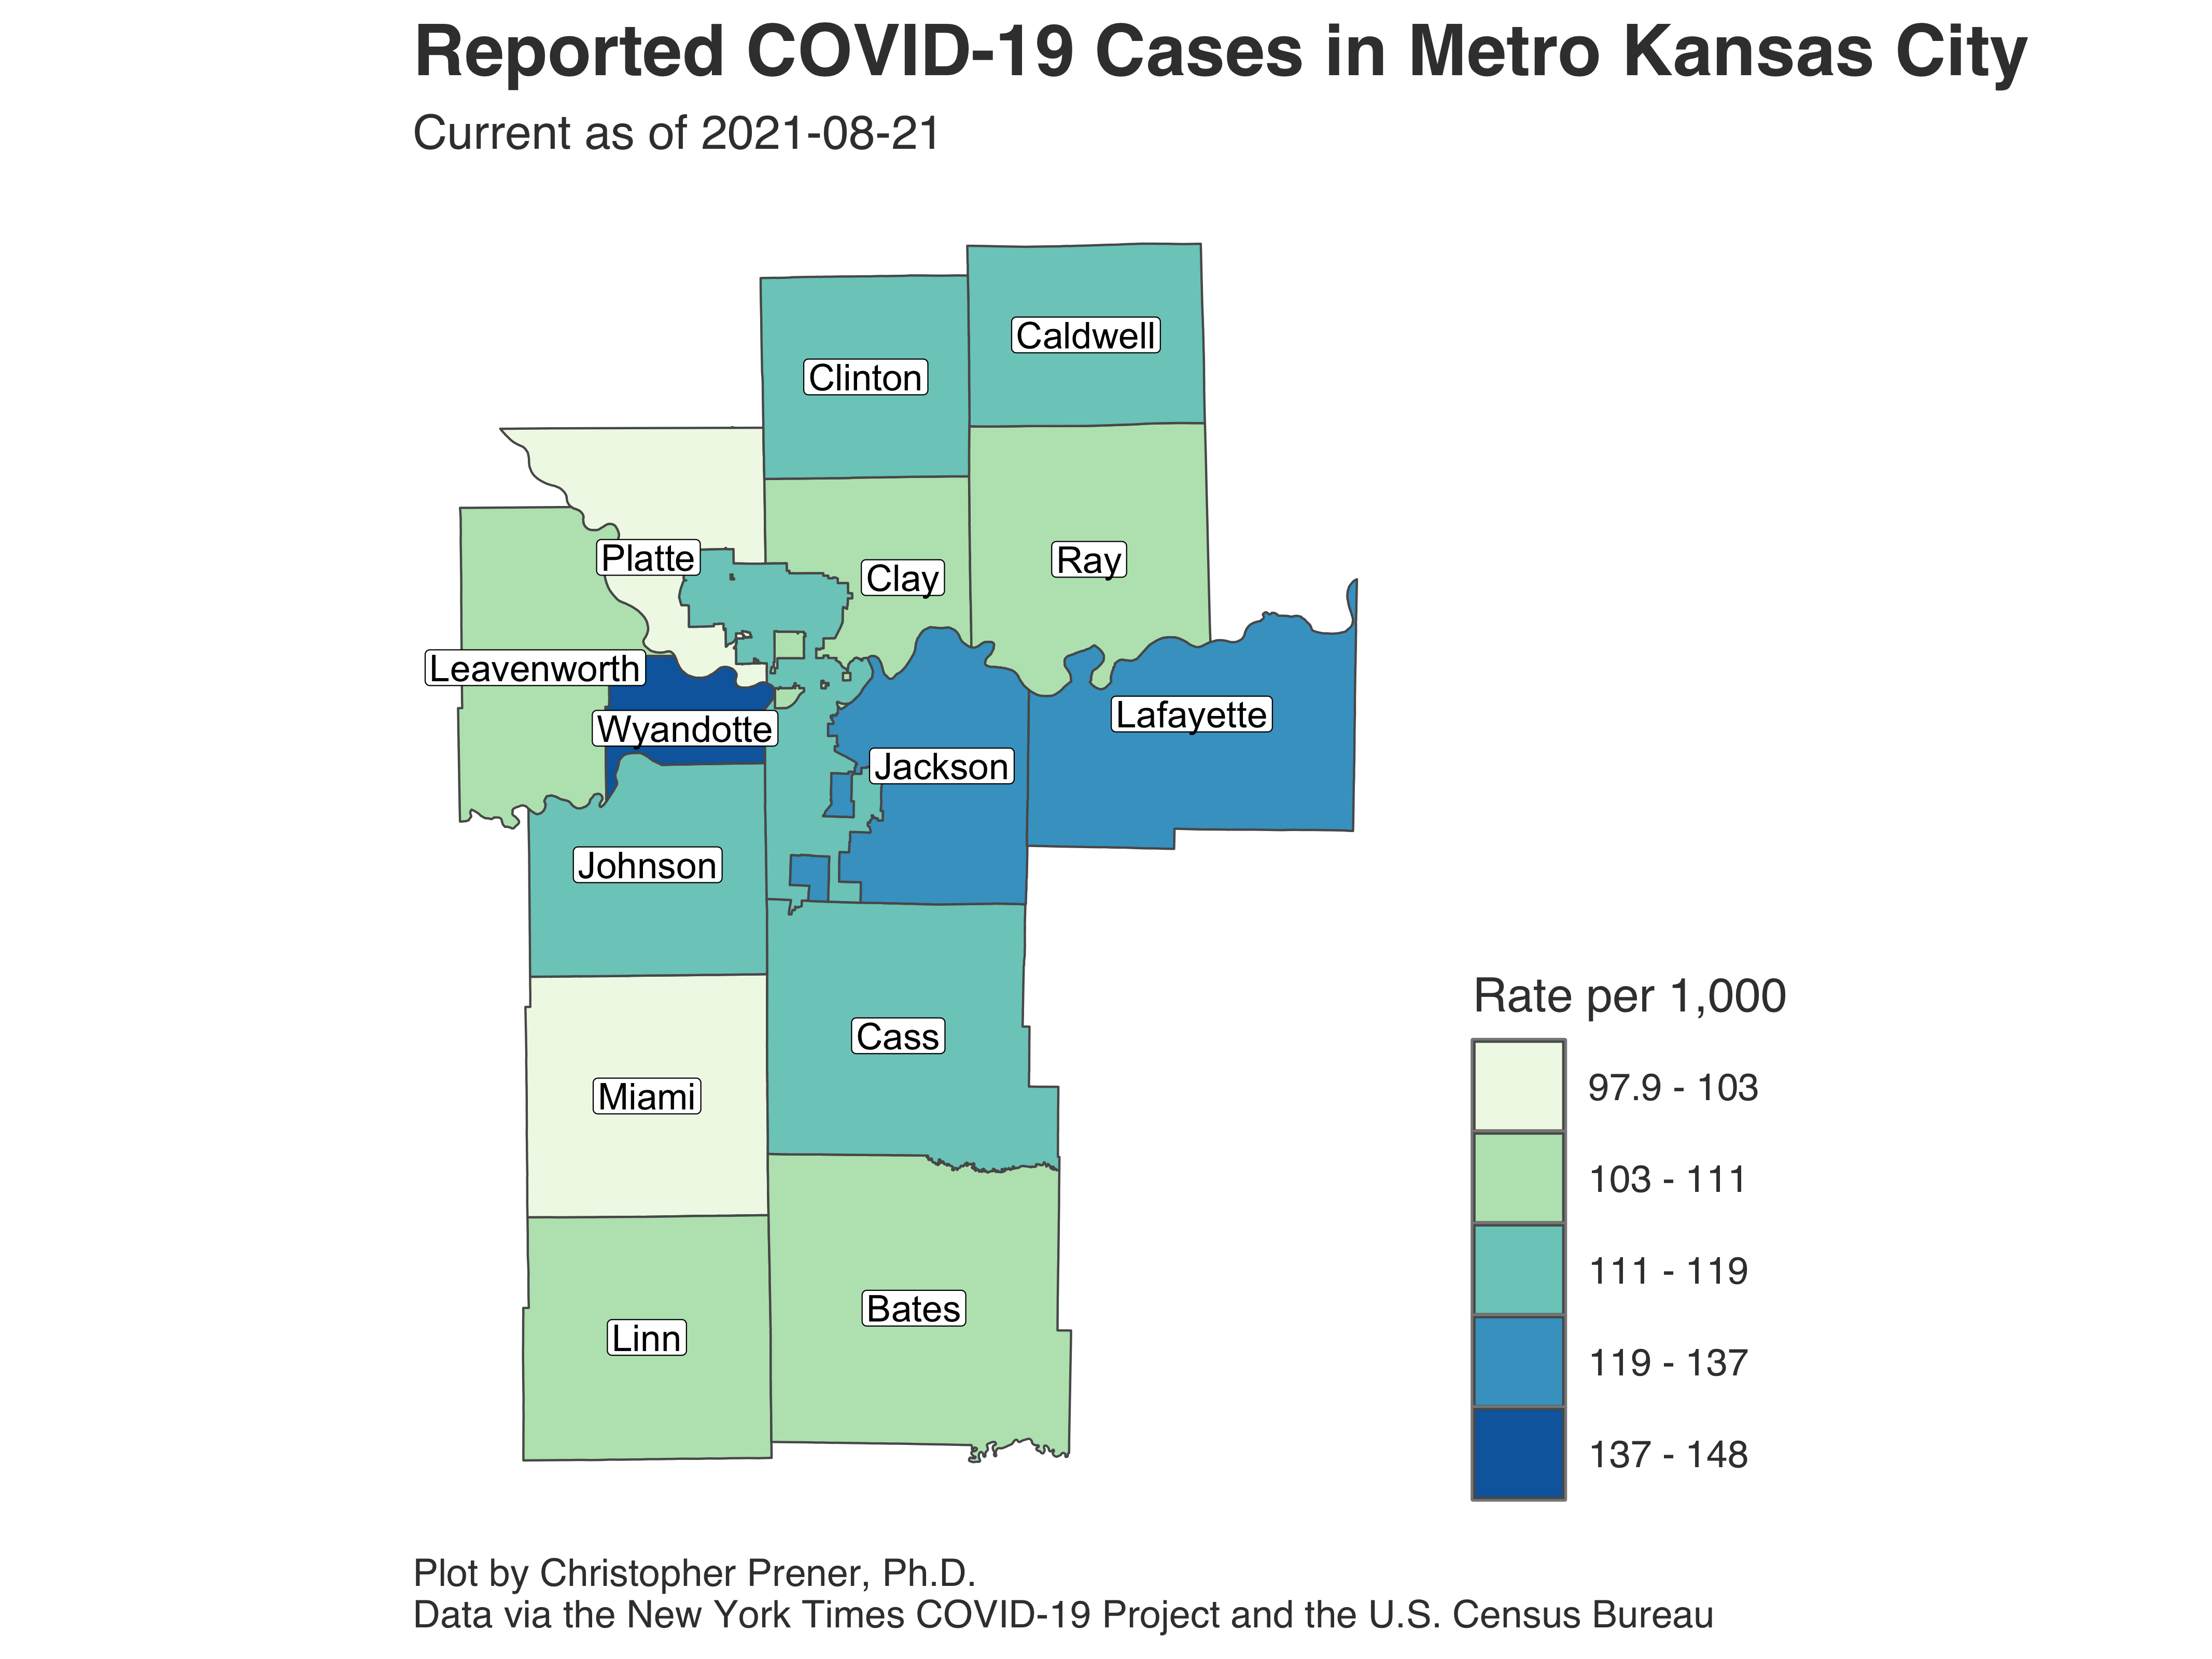 Reported COVID-19 Cases in Metro Kansas City
Current as of 2021-08-21
Caldwell
Clinton
Platte
Clay
Ray
Leavenworth
Wyandotte
Lafayette
Jackson
Johnson
Cass
Miami
Bates
Linn
Rate per 1,000
97.9 - 103
103 - 111
111 - 119
119 - 137
137 - 148
Plot by Christopher Prener, Ph.D.
Data via the New York Times COVID-19 Project and the U.S. Census Bureau